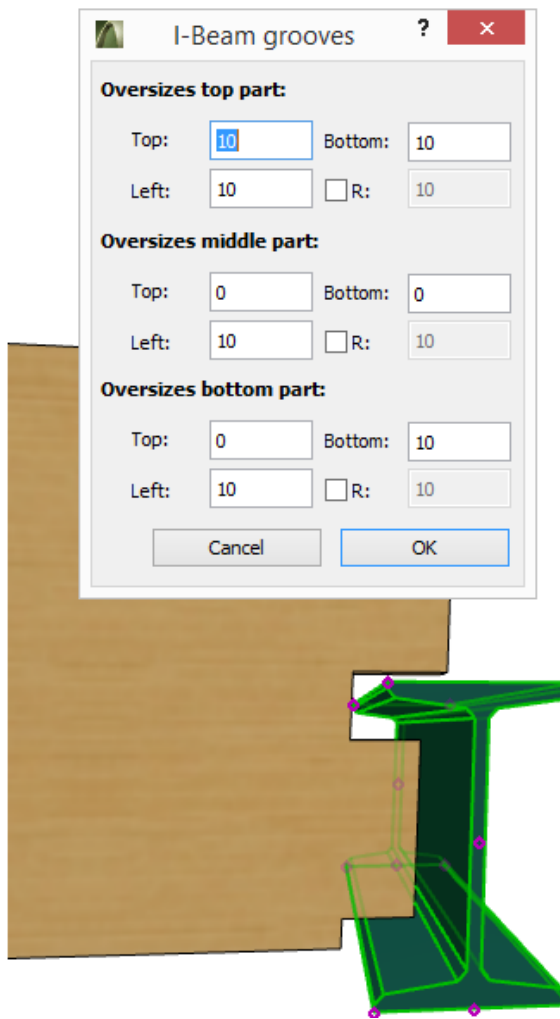 I-Beam grooves ?
Oversizes top part:
Top: 10 Bottom: 10
Left: 10 R: 10
Oversizes middle part:
Top: 0 Bottom: 0
Left: 10 R: 10
Oversizes bottom part:
Top: 0 Bottom: 10
Left: 10 R: 10
Cancel OK